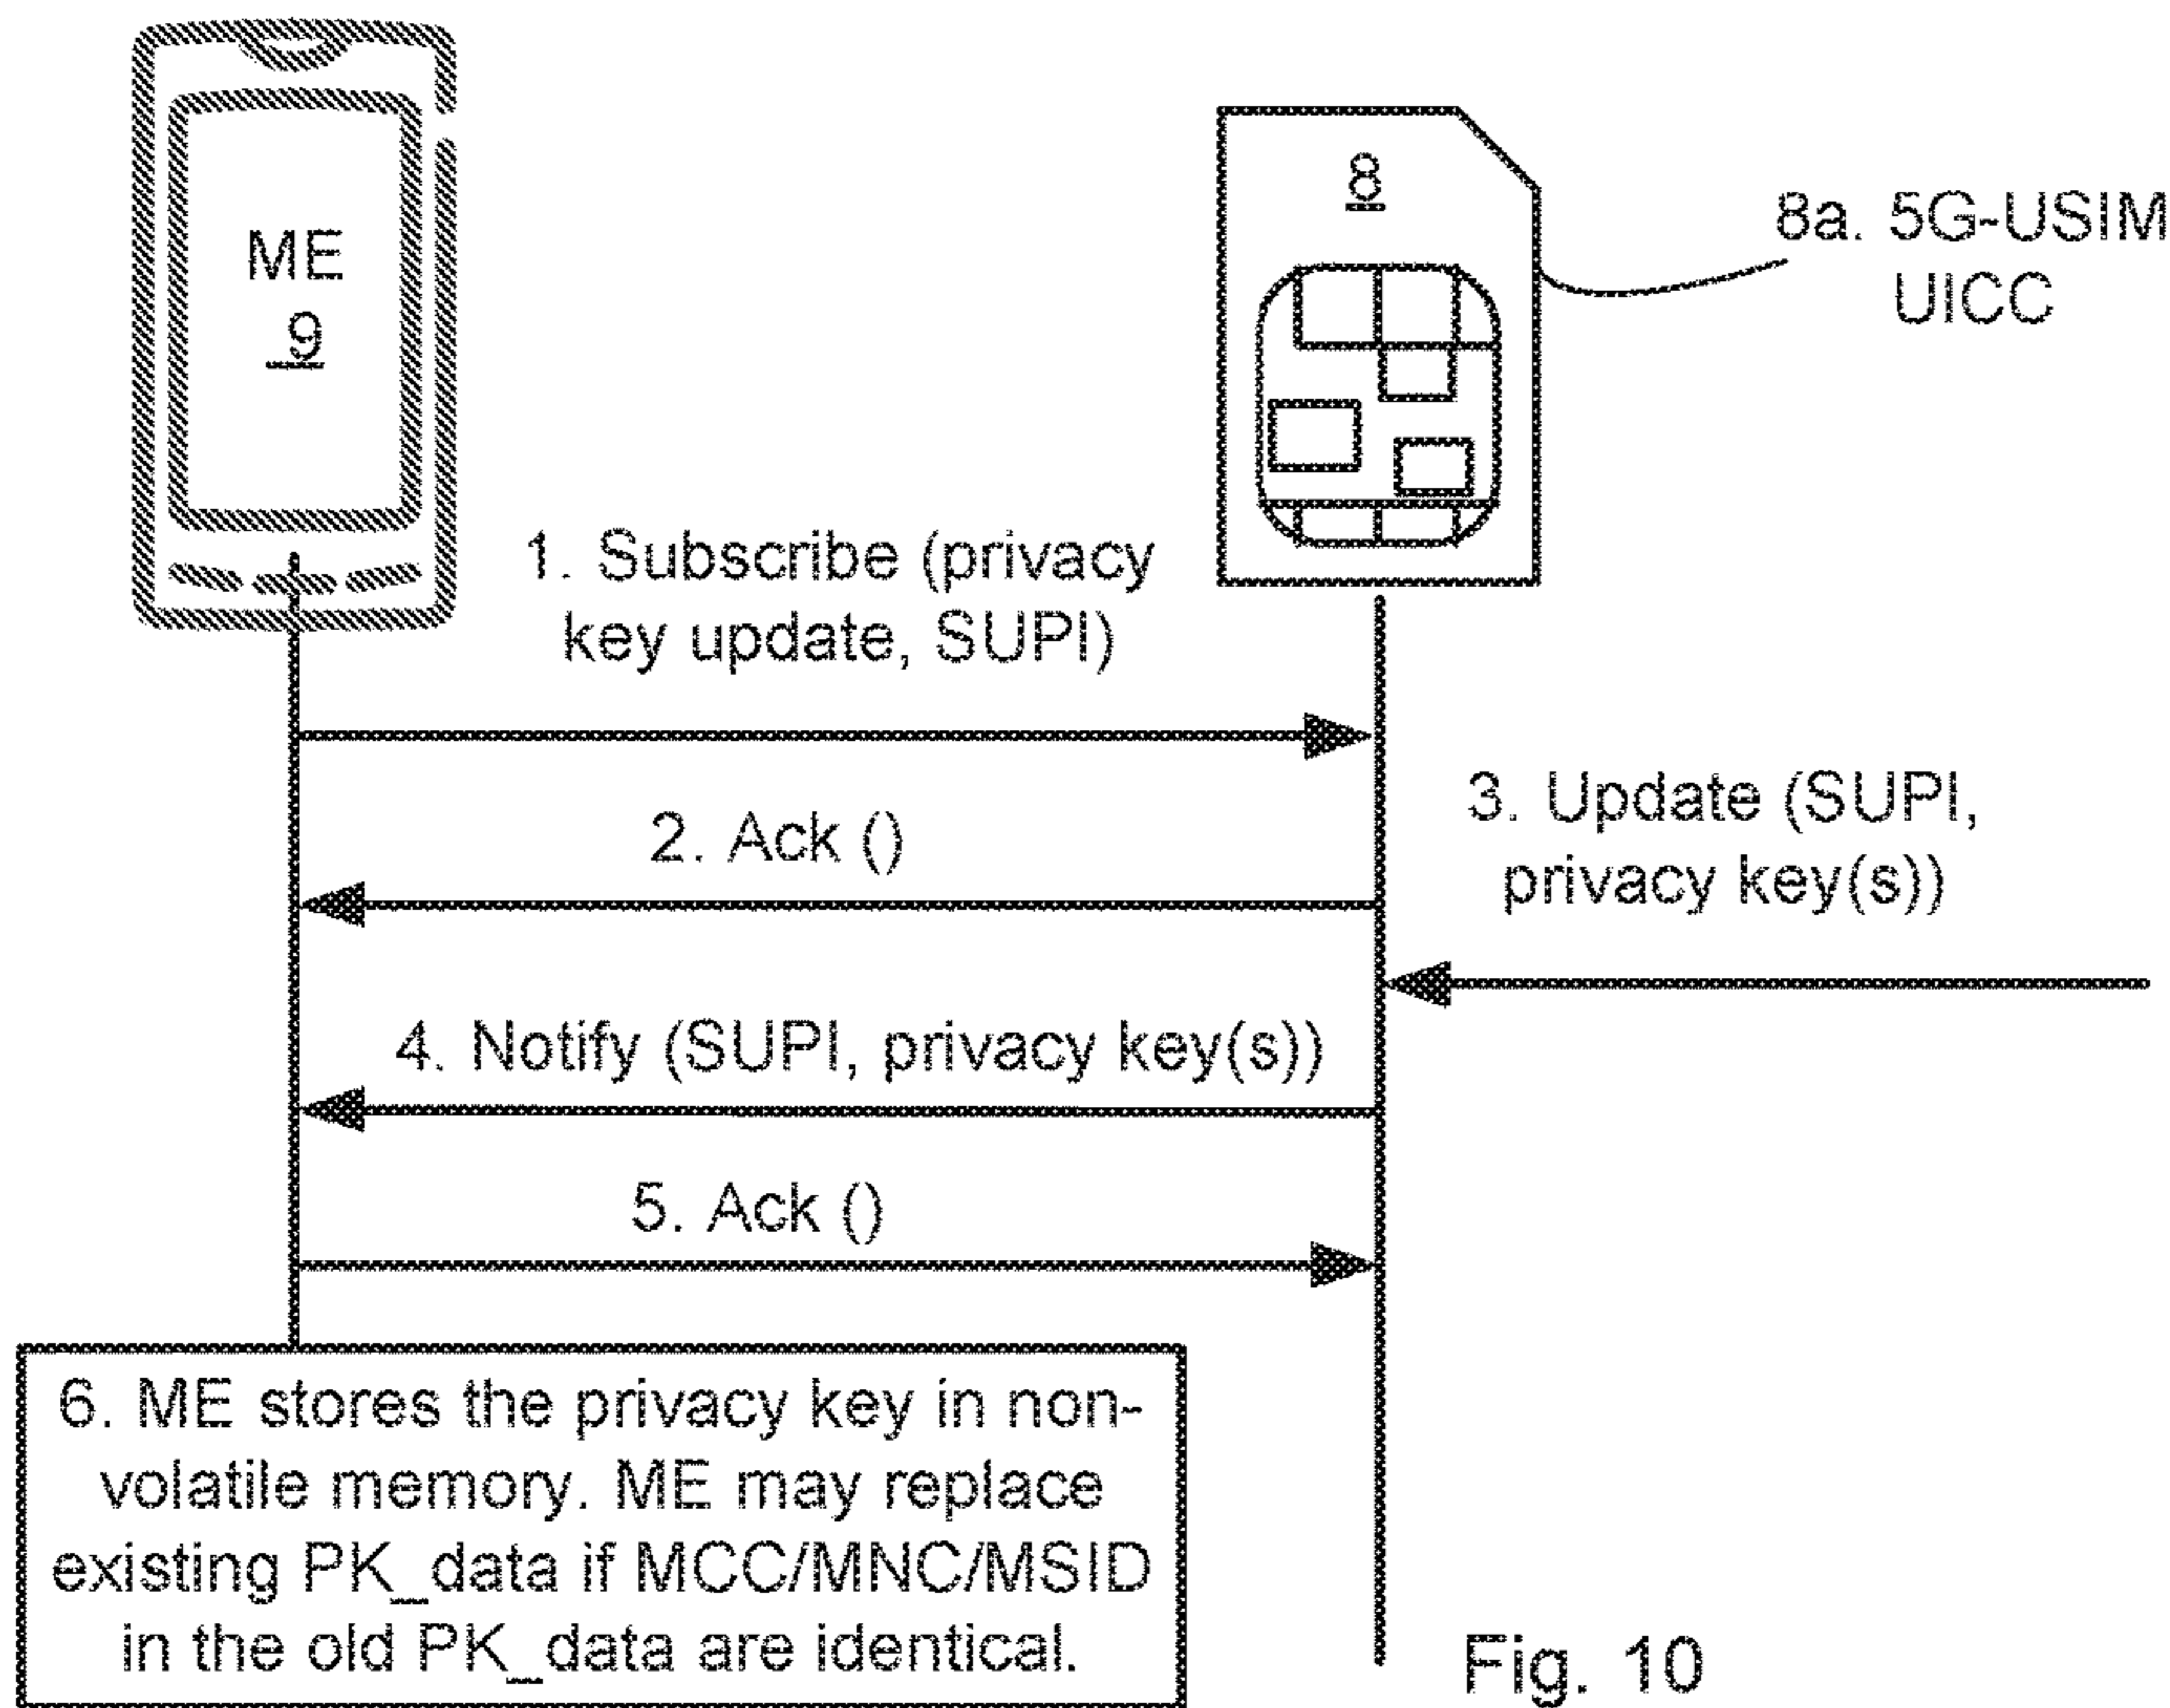 ME
9
8
8a. 5G-USIM
UICC
1. Subscribe (privacy
key update, SUPI)
2. Ack ()
3. Update (SUPI,
privacy key(s))
4. Notify (SUPI, privacy key(s))
5. Ack ()
6. ME stores the privacy key in non-
volatile memory. ME may replace
existing PK_data if MCC/MNC/MSID
in the old PK_data are identical.
Fig. 10